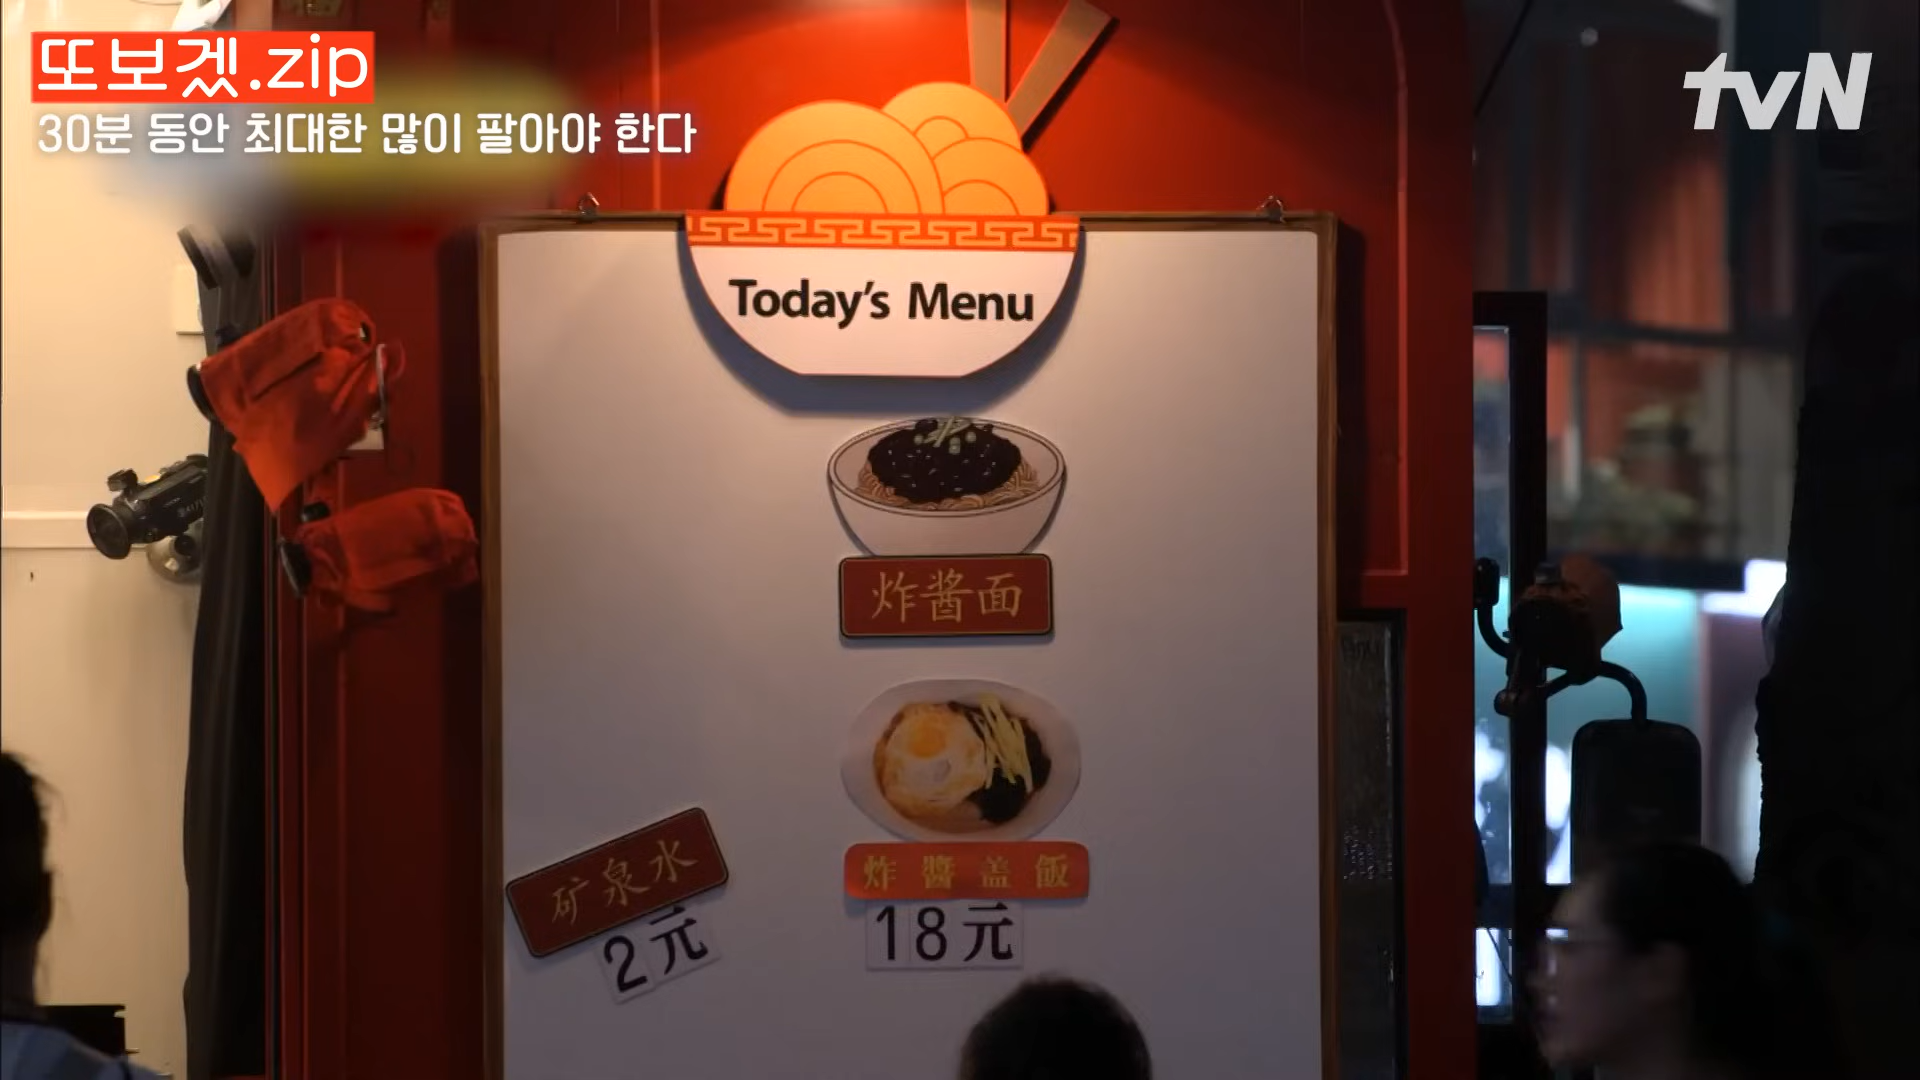 또보겠.zip
30분 동안 최대한 많이 팔아야 한다
tvN
Today's Menu
炸酱面
炸醬盖飯
18元
矿泉水
2元